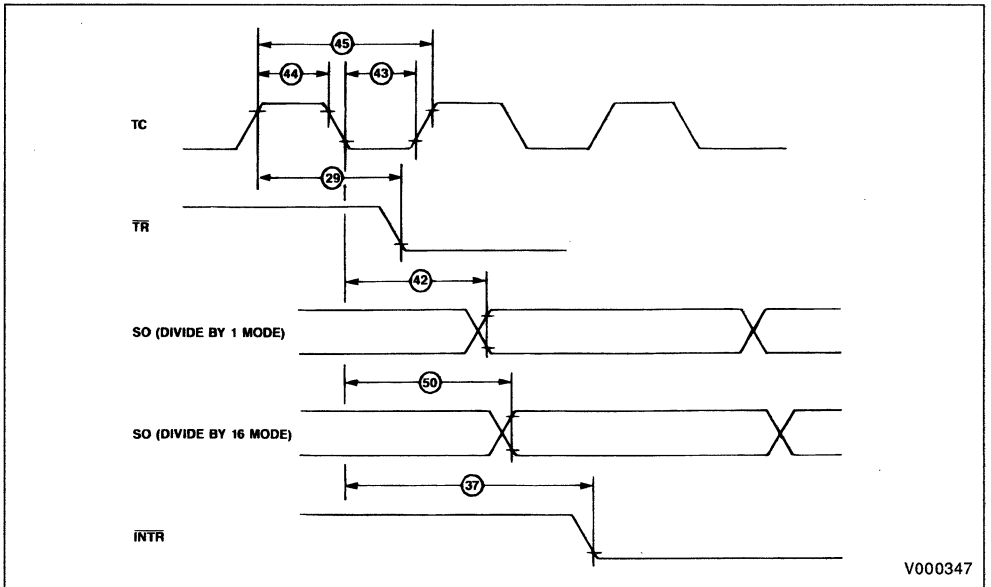 45
44
43
TC
29
TR
42
SO (DIVIDE BY 1 MODE)
50
SO (DIVIDE BY 16 MODE)
37
INTR
V000347